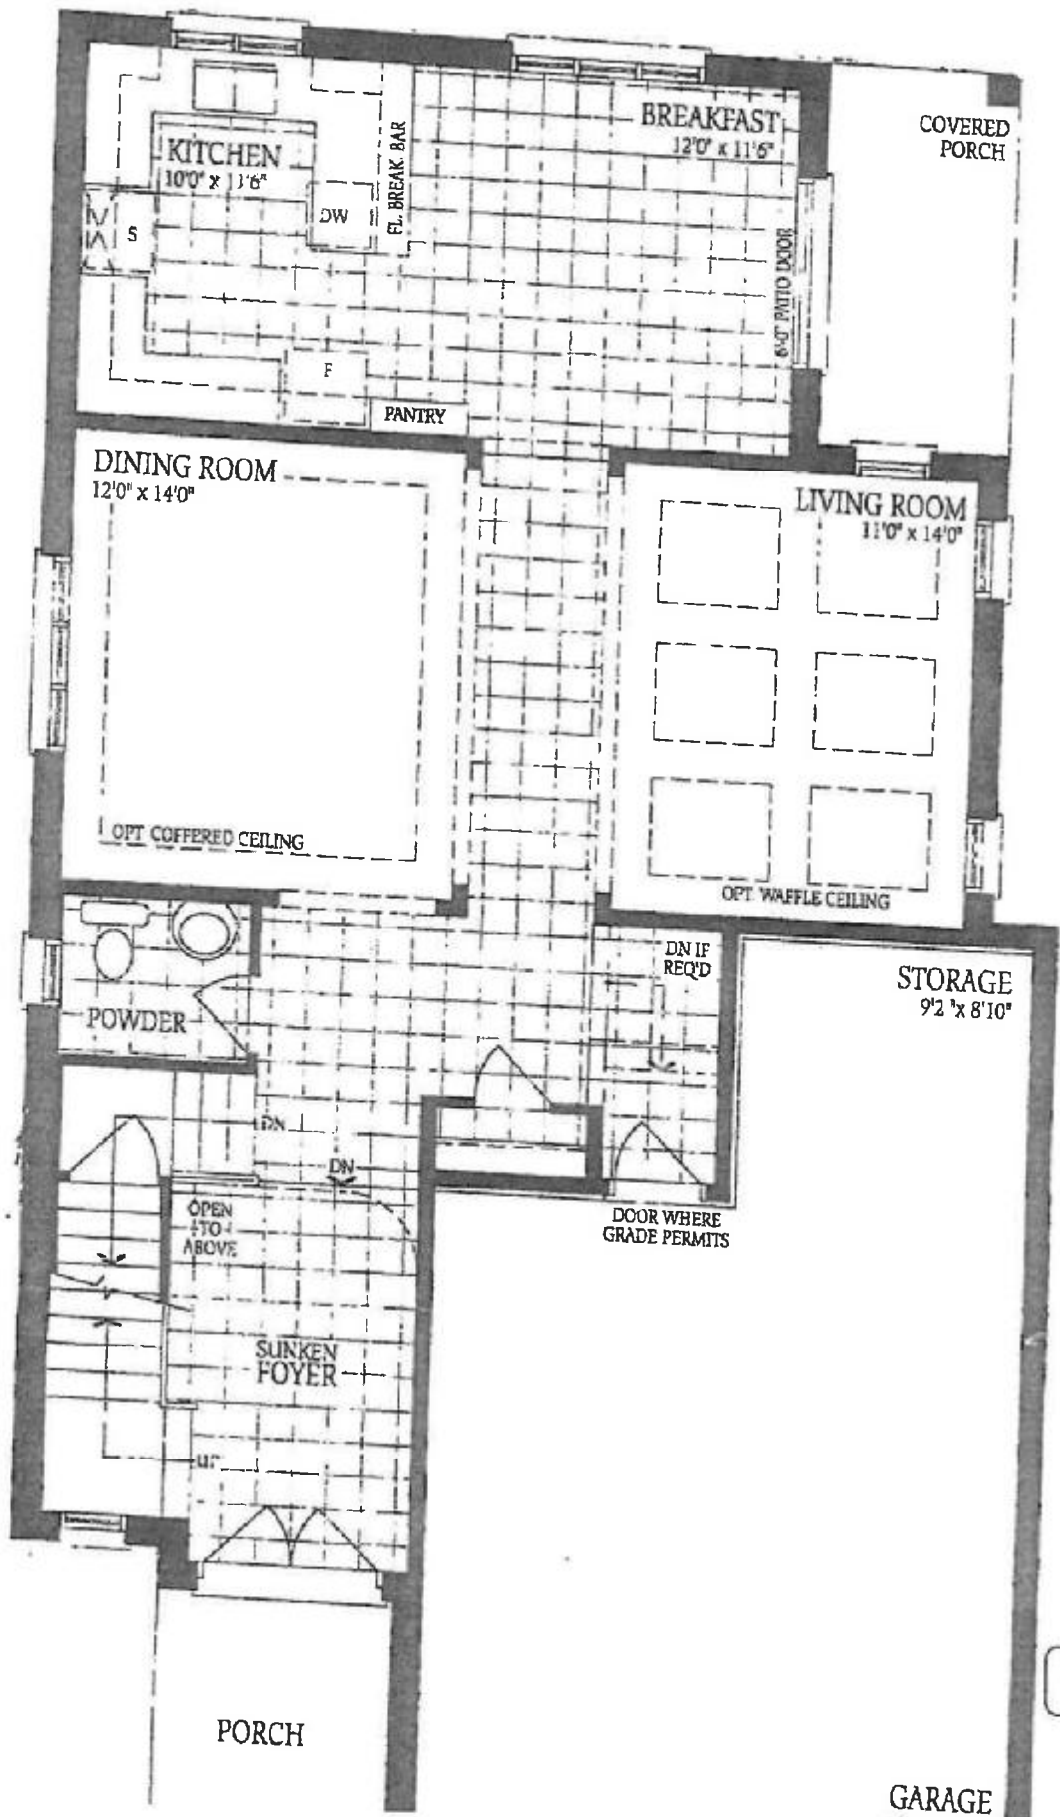 KITCHEN
10'0" x 11'6"
S
DW
FL. BREAK. BAR
BREAKFAST
12'0" x 11'6"
6'-0" PATIO DOOR
COVERED
PORCH
F
PANTRY
DINING ROOM
12'0" x 14'0"
OPT COFFERED CEILING
LIVING ROOM
11'0" x 14'0"
OPT WAFFLE CEILING
POWDER
DN IF
REQ'D
STORAGE
9'2 "x 8'10"
DN
DN
OPEN
TO
ABOVE
DOOR WHERE
GRADE PERMITS
SUNKEN
FOYER
UP
PORCH
GARAGE